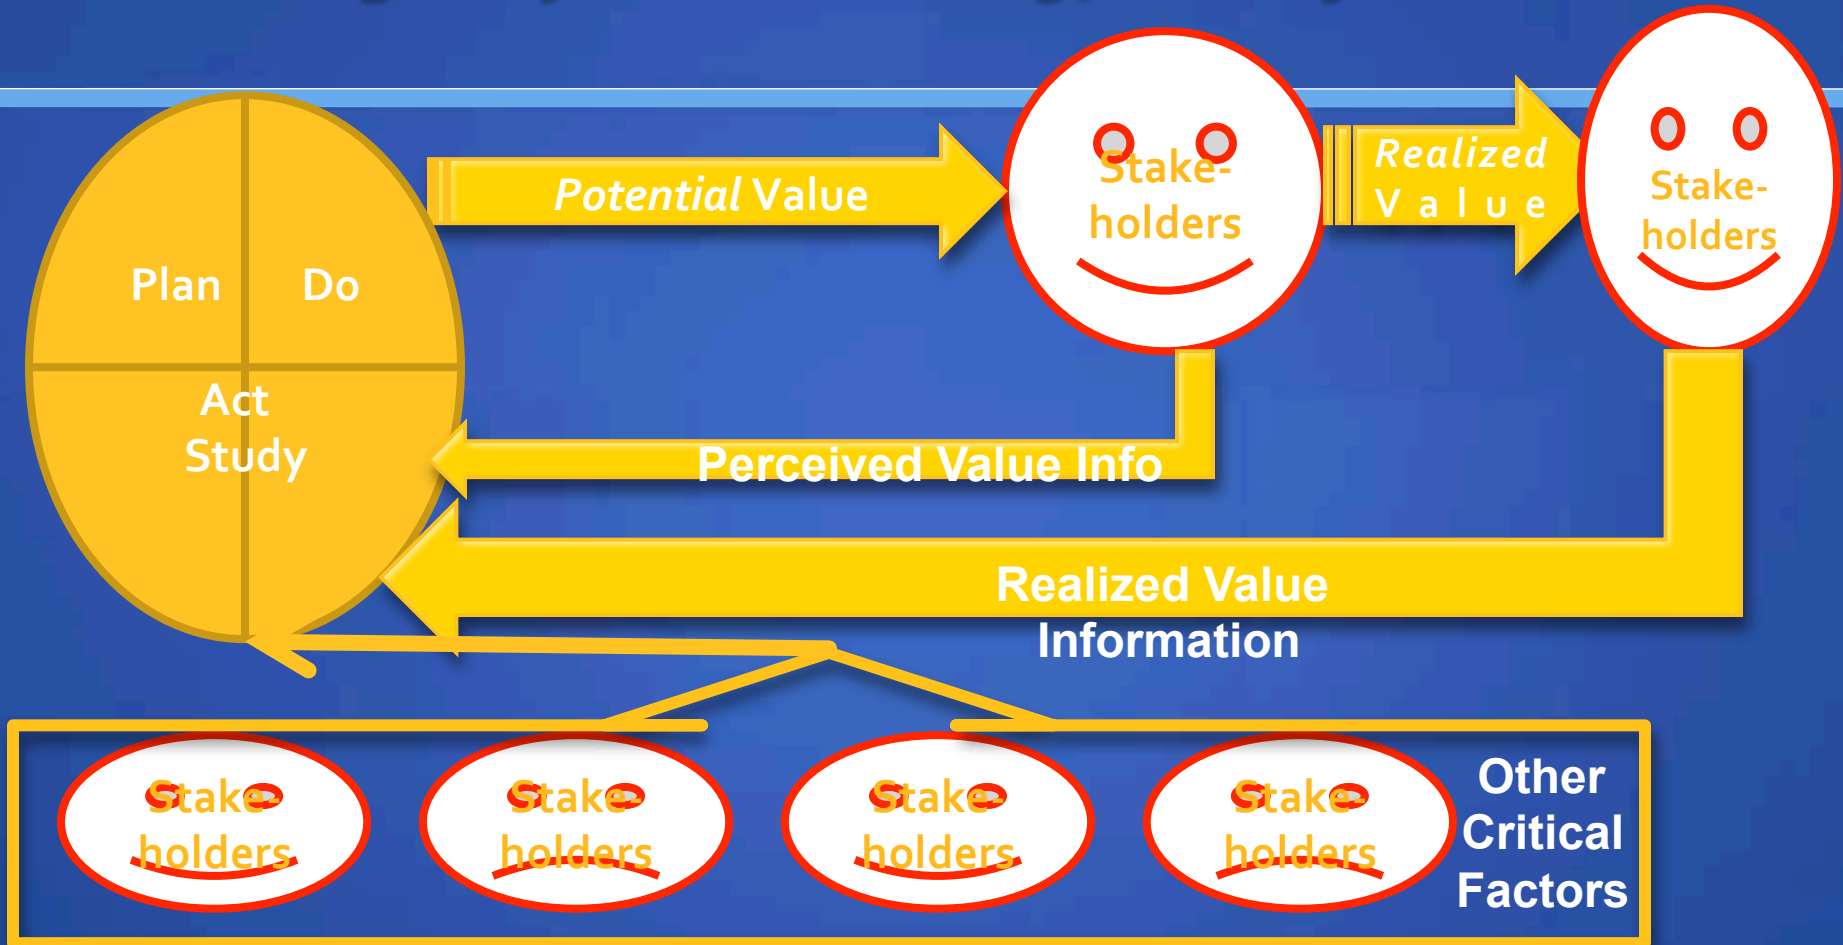 Plan
Do
Act
Study
Potential Value
Stake-
holders
Realized
Value
Stake-
holders
Perceived Value Info
Realized Value
Information
Stake-
holders
Stake-
holders
Stake-
holders
Stake-
holders
Other
Critical
Factors